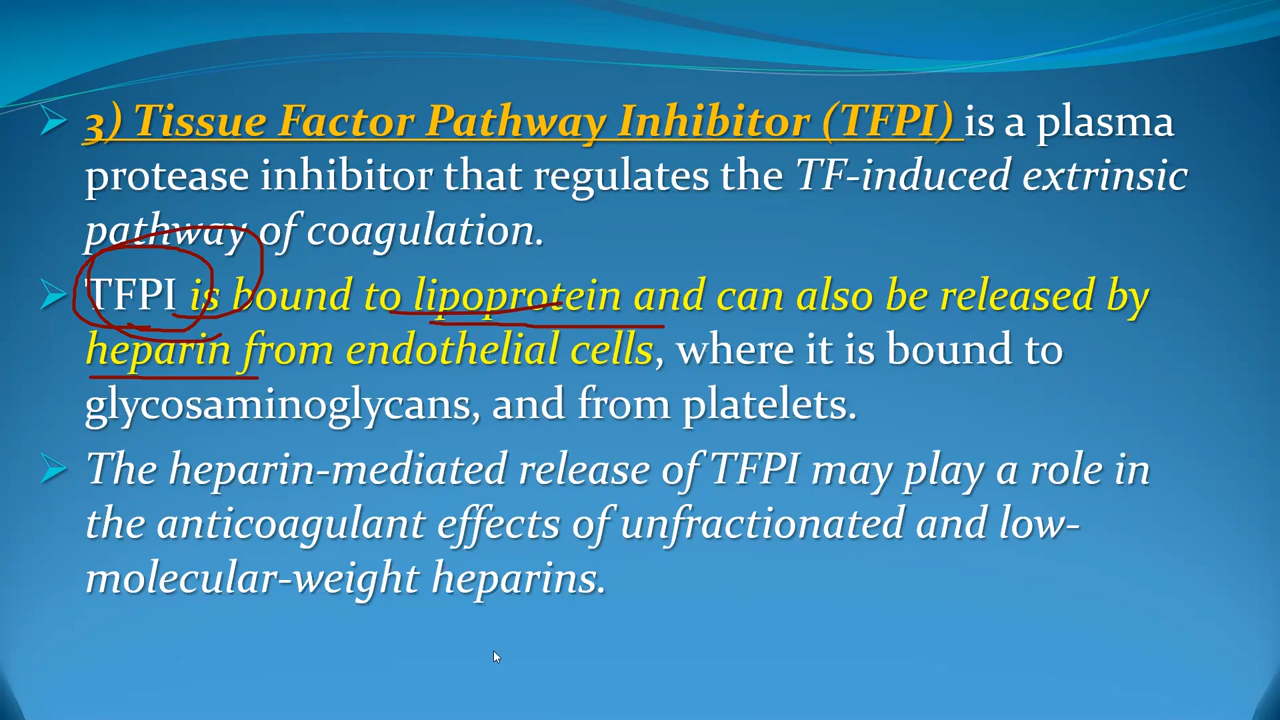 3) Tissue Factor Pathway Inhibitor (TFPI) is a plasma
protease inhibitor that regulates the TF-induced extrinsic
pathway of coagulation.
TFPI is bound to lipoprotein and can also be released by
heparin from endothelial cells, where it is bound to
glycosaminoglycans, and from platelets.
The heparin-mediated release of TFPI may play a role in
the anticoagulant effects of unfractionated and low-
molecular-weight heparins.